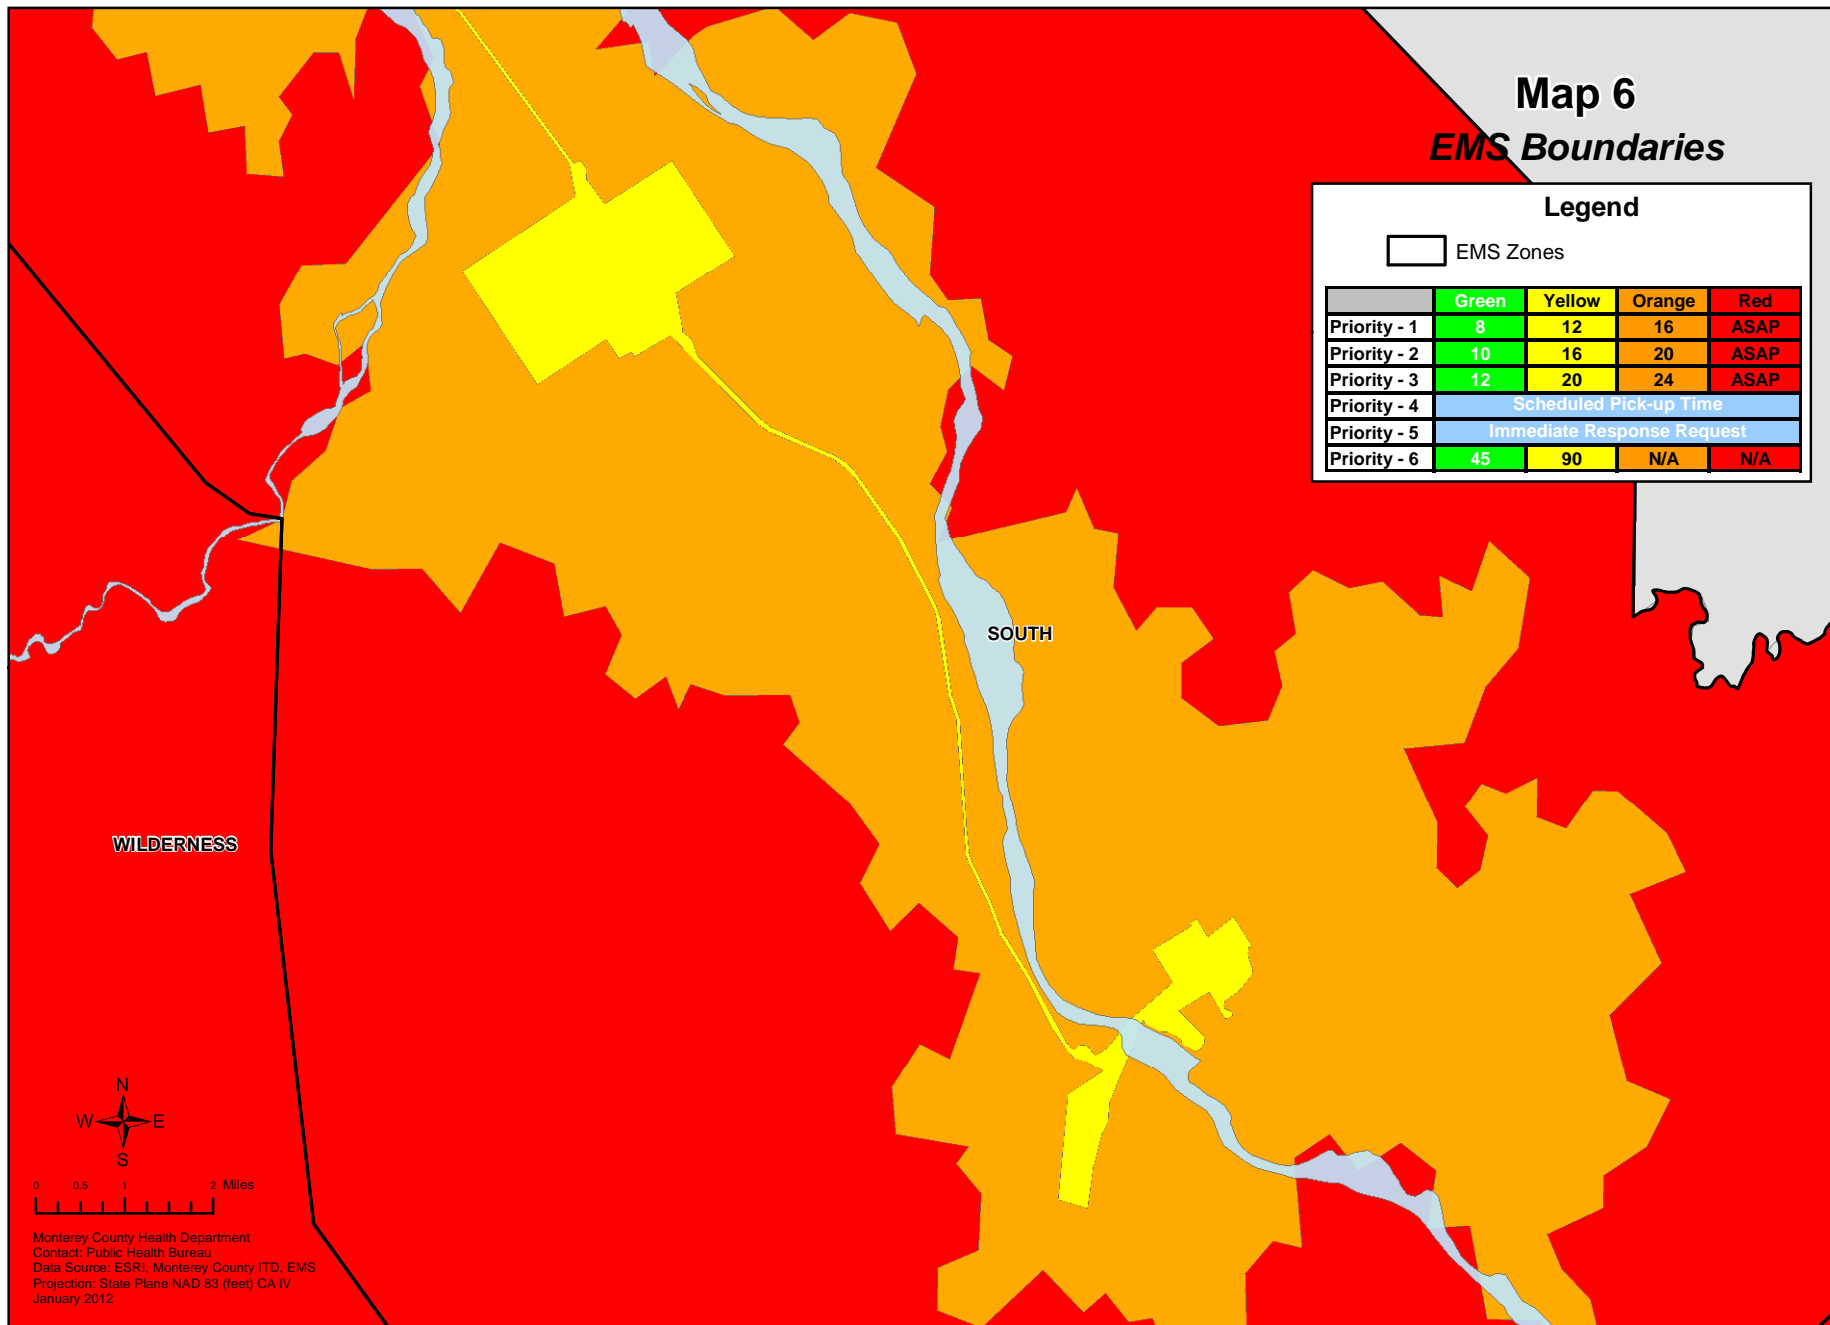 Map 6
EMS Boundaries
Legend
EMS Zones
Green Yellow Orange Red
Priority - 1 8 12 16 ASAP
Priority - 2 10 16 20 ASAP
Priority - 3 12 20 24 ASAP
Priority - 4 Scheduled Pick-up Time
Priority - 5 Immediate Response Request
Priority - 6 45 90 N/A N/A
SOUTH
WILDERNESS
N
W E
S
0 0.5 1 2 Miles
Monterey County Health Department
Contact: Public Health Bureau
Data Source: ESRI, Monterey County ITD, EMS
Projection: State Plane NAD 83 (feet) CA IV
January 2012